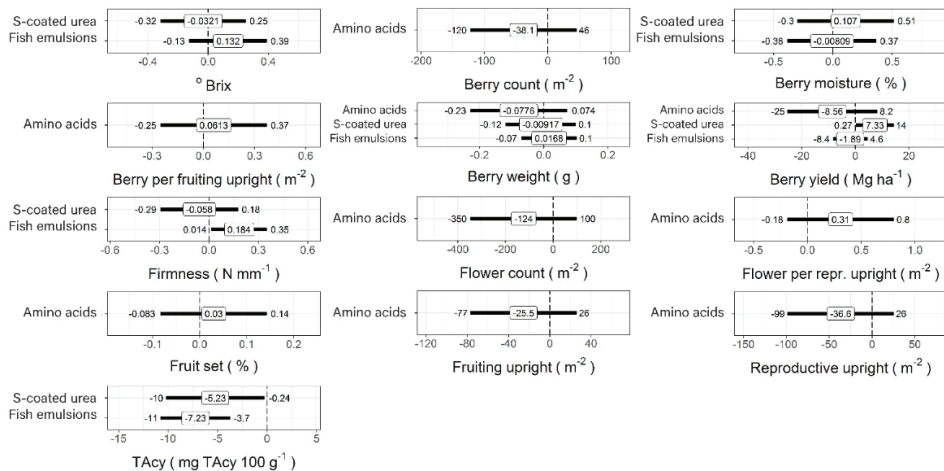 S-coated urea -0.32 -0.0321 0.25
Fish emulsions -0.13 0.132 0.39
-0.4 0.0 0.4
° Brix
Amino acids -120 -38.1 46
-200 -100 0 100
Berry count ( m-2 )
S-coated urea -0.3 0.107 0.51
Fish emulsions -0.38 -0.00809 0.37
-0.5 0.0 0.5
Berry moisture ( % )
Amino acids -0.25 0.0613 0.37
-0.3 0.0 0.3 0.6
Berry per fruiting upright ( m-2 )
Amino acids -0.23 -0.0776 0.074
S-coated urea -0.12 -0.00917 0.1
Fish emulsions -0.07 0.0168 0.1
-0.2 0.0 0.2
Berry weight ( g )
Amino acids -25 -8.56 8.2
S-coated urea 0.27 7.33 14
Fish emulsions -8.4 -1.89 4.6
-40 -20 0 20
Berry yield ( Mg ha-1 )
S-coated urea -0.29 -0.058 0.18
Fish emulsions 0.014 0.184 0.35
-0.6 -0.3 0.0 0.3 0.6
Firmness ( N mm-1 )
Amino acids -350 -124 100
-400 -200 0 200
Flower count ( m-2 )
Amino acids -0.18 0.31 0.8
-0.5 0.0 0.5 1.0
Flower per repr. upright ( m-2 )
Amino acids -0.083 0.03 0.14
-0.1 0.0 0.1 0.2
Fruit set ( % )
Amino acids -77 -25.5 26
-120 -80 -40 0 40
Fruiting upright ( m-2 )
Amino acids -99 -36.6 26
-150 -100 -50 0 50
Reproductive upright ( m-2 )
S-coated urea -10 -5.23 -0.24
Fish emulsions -11 -7.23 -3.7
-15 -10 -5 0 5
TAcy ( mg TAcy 100 g-1 )